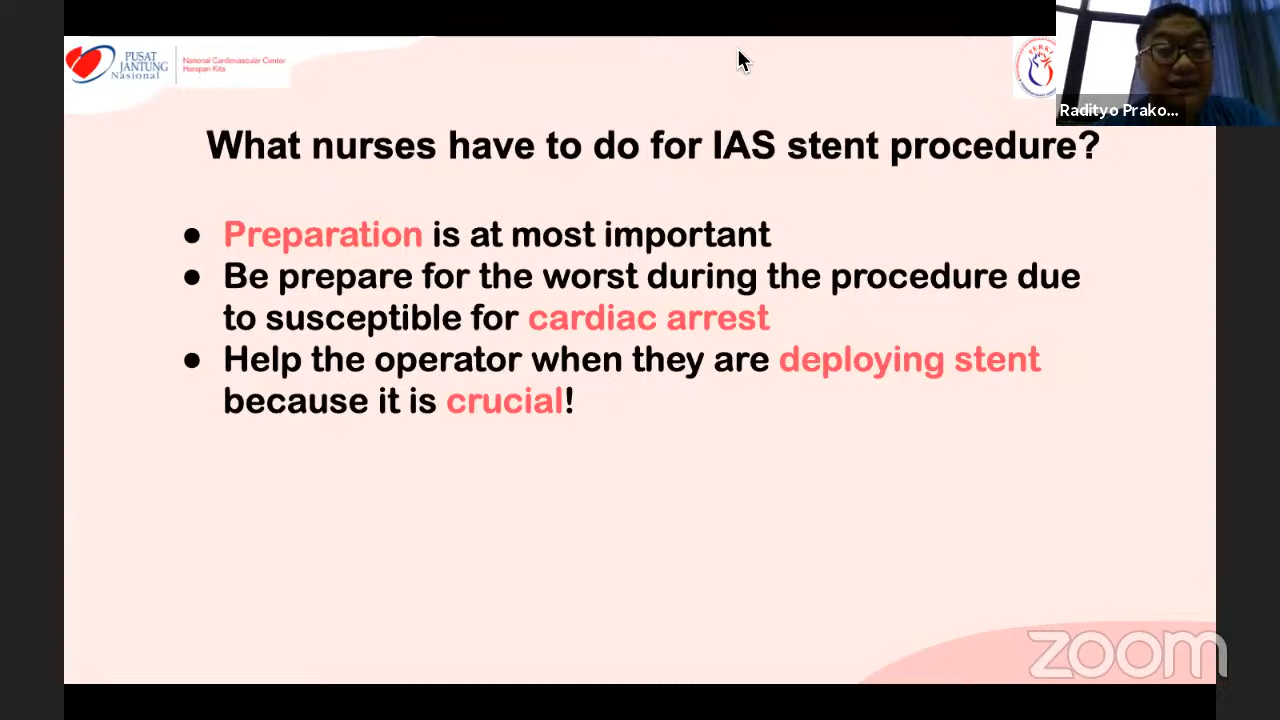 PUSAT
JANTUNG
Nasional
National Cardiovascular Center
Harapan Kita
PERKI
Radityo Prako...
What nurses have to do for IAS stent procedure?
● Preparation is at most important
● Be prepare for the worst during the procedure due
to susceptible for cardiac arrest
● Help the operator when they are deploying stent
because it is crucial!
zoom